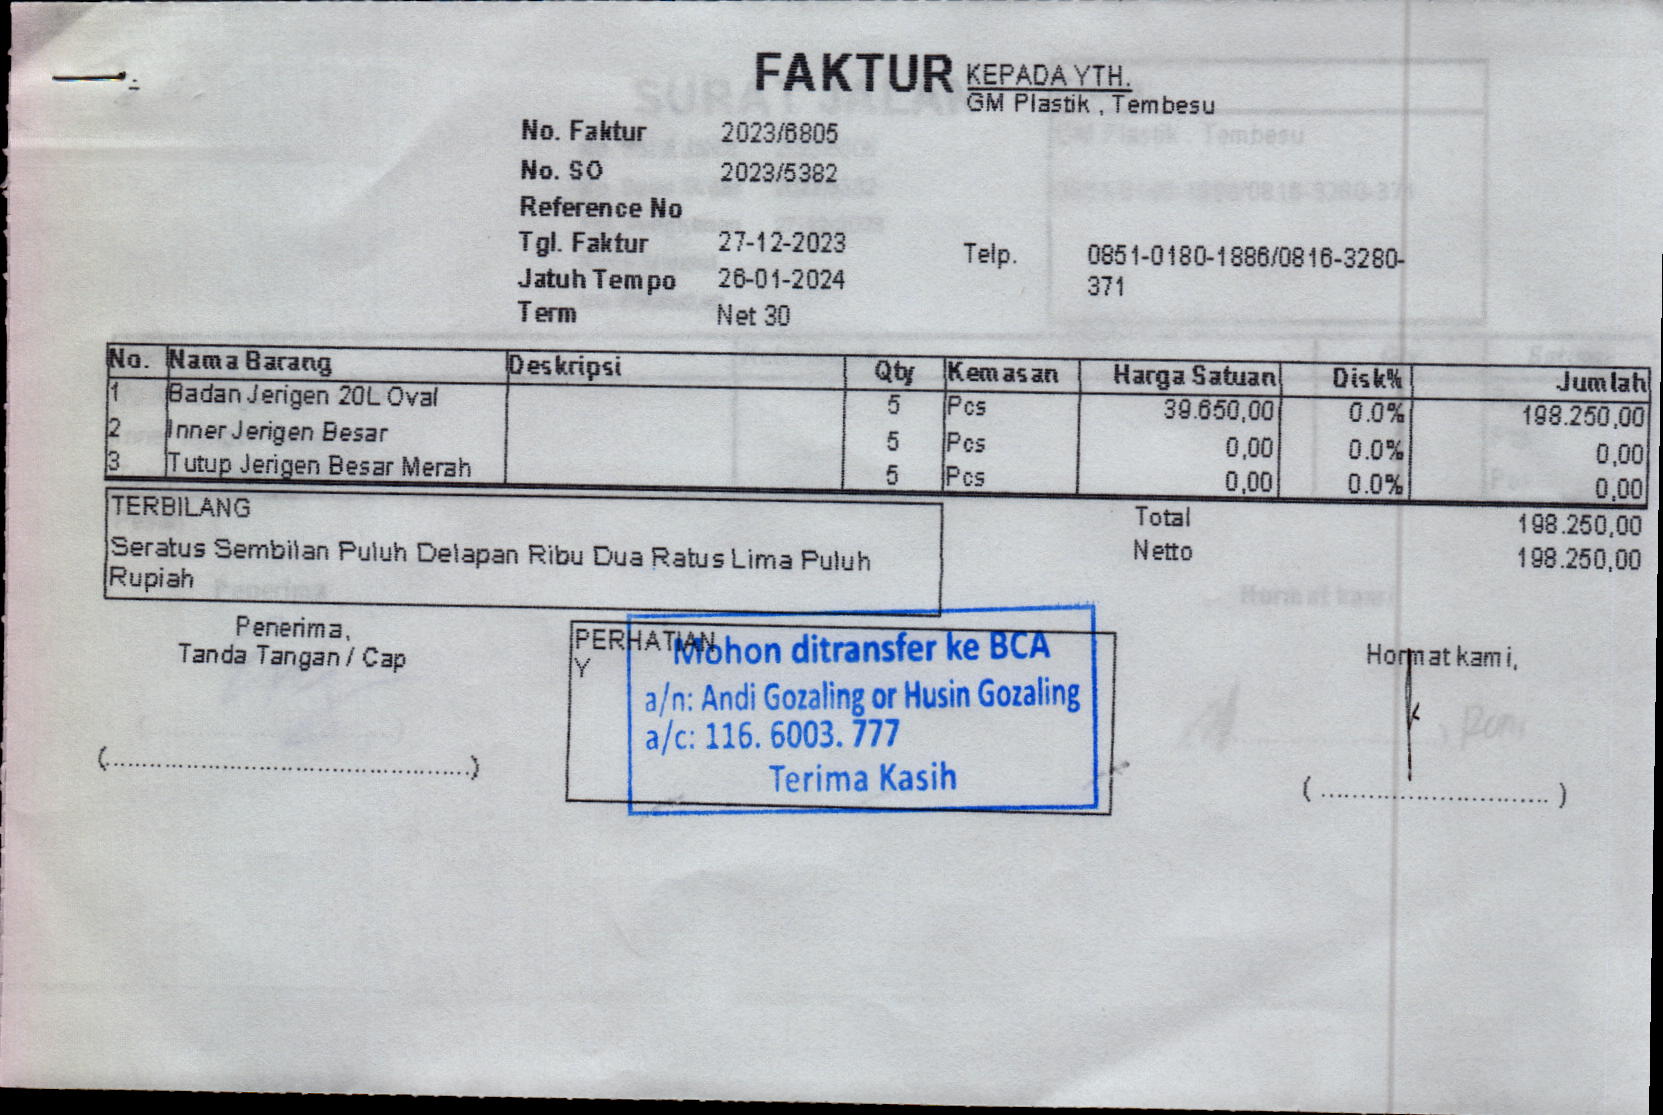 FAKTUR
KEPADA YTH.
GM Plastik , Tembesu
No. Faktur 2023/6805
No. SO 2023/5382
Reference No
Tgl. Faktur 27-12-2023
Jatuh Tempo 26-01-2024
Term Net 30
Telp. 0851-0180-1886/0816-3280-
371
No. Nama Barang Deskripsi Qty Kemasan Harga Satuan Disk% Jumlah
1 Badan Jerigen 20L Oval 5 Pcs 39.650,00 0.0% 198.250,00
2 Inner Jerigen Besar 5 Pcs 0,00 0.0% 0,00
3 Tutup Jerigen Besar Merah 5 Pcs 0,00 0.0% 0,00
TERBILANG
Seratus Sembilan Puluh Delapan Ribu Dua Ratus Lima Puluh
Rupiah
Total 198.250,00
Netto 198.250,00
Penerima,
Tanda Tangan / Cap
(..................................................)
PERHATIAN
Y
Mohon ditransfer ke BCA
a/n: Andi Gozaling or Husin Gozaling
a/c: 116. 6003. 777
Terima Kasih
Hormat kami,
( ............................... )